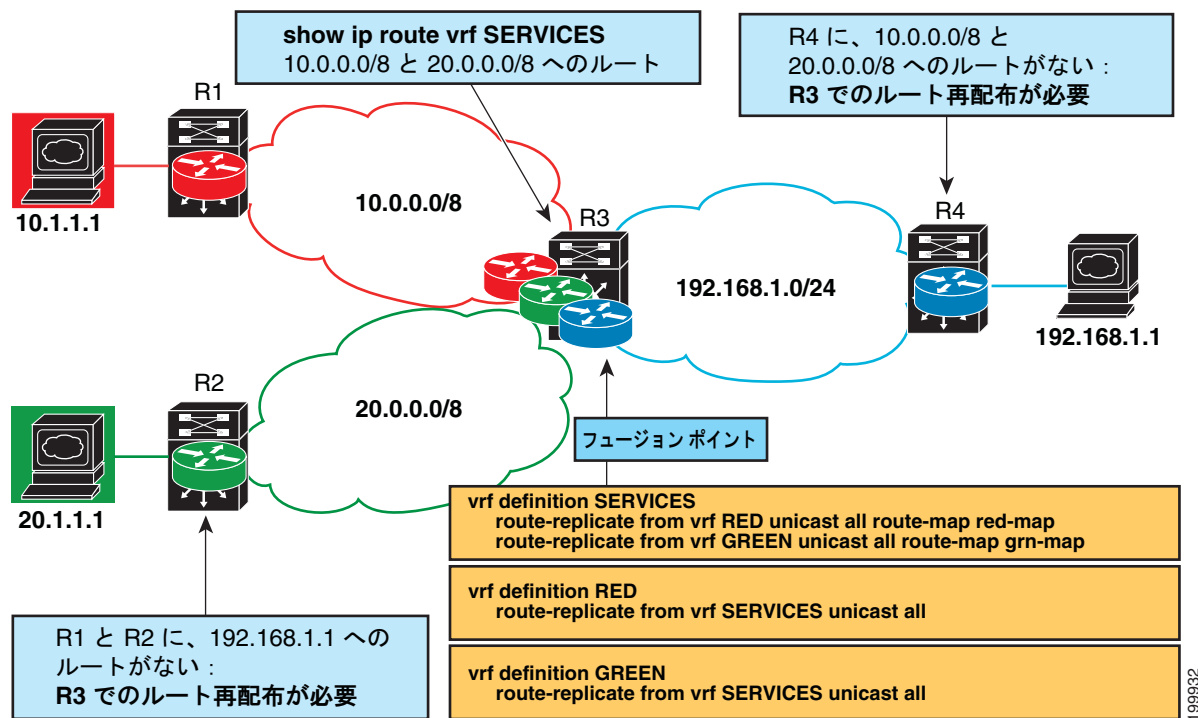 show ip route vrf SERVICES
10.0.0.0/8 と 20.0.0.0/8 へのルート
R4 に、10.0.0.0/8 と
20.0.0.0/8 へのルートがない：
R3 でのルート再配布が必要
R1
10.1.1.1
10.0.0.0/8
R3
R4
192.168.1.0/24
192.168.1.1
R2
20.0.0.0/8
20.1.1.1
フュージョン ポイント
vrf definition SERVICES
route-replicate from vrf RED unicast all route-map red-map
route-replicate from vrf GREEN unicast all route-map grn-map
vrf definition RED
route-replicate from vrf SERVICES unicast all
vrf definition GREEN
route-replicate from vrf SERVICES unicast all
R1 と R2 に、192.168.1.1 への
ルートがない：
R3 でのルート再配布が必要
199932